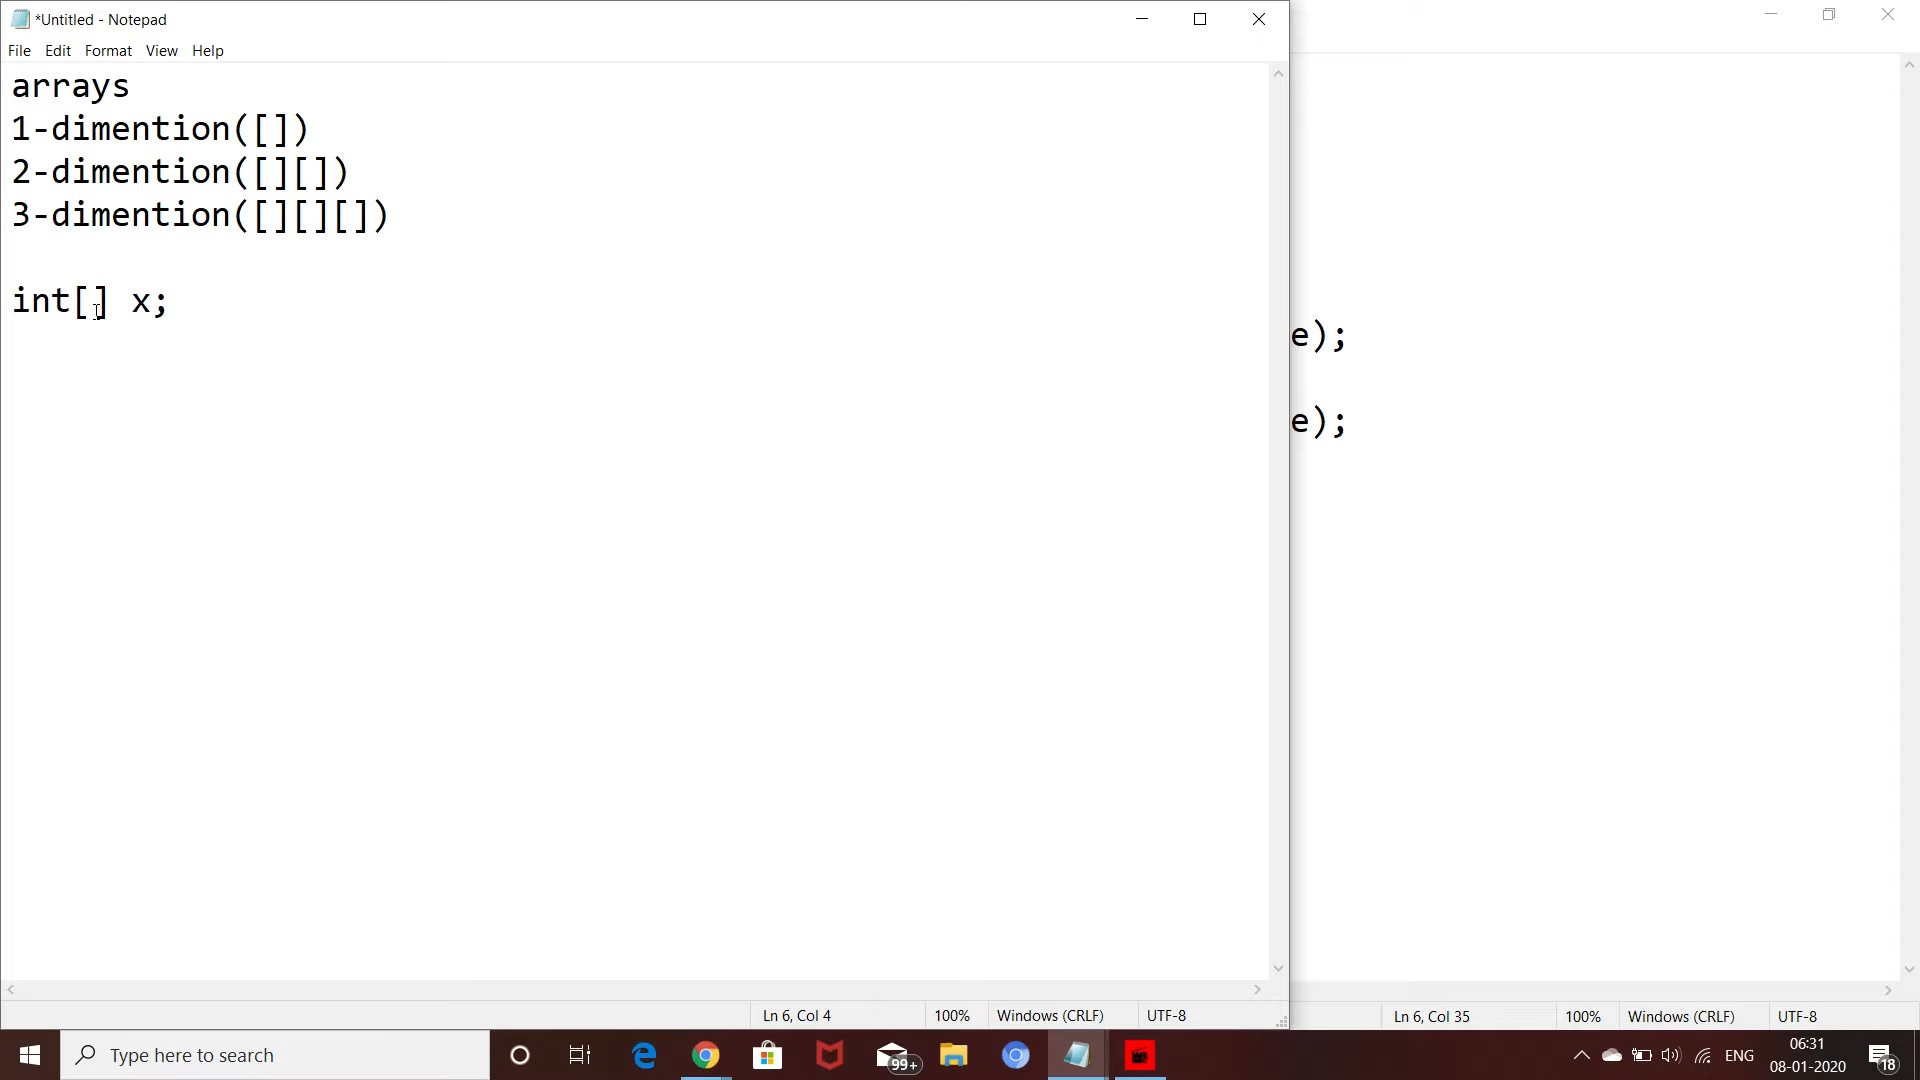 *Untitled - Notepad
File Edit Format View Help
arrays
1-dimention([])
2-dimention([][])
3-dimention([][][])
int[] x;
e);
e);
Ln 6, Col 4 100% Windows (CRLF) UTF-8
Ln 6, Col 35 100% Windows (CRLF) UTF-8
Type here to search
99+
ENG
06:31
08-01-2020
18